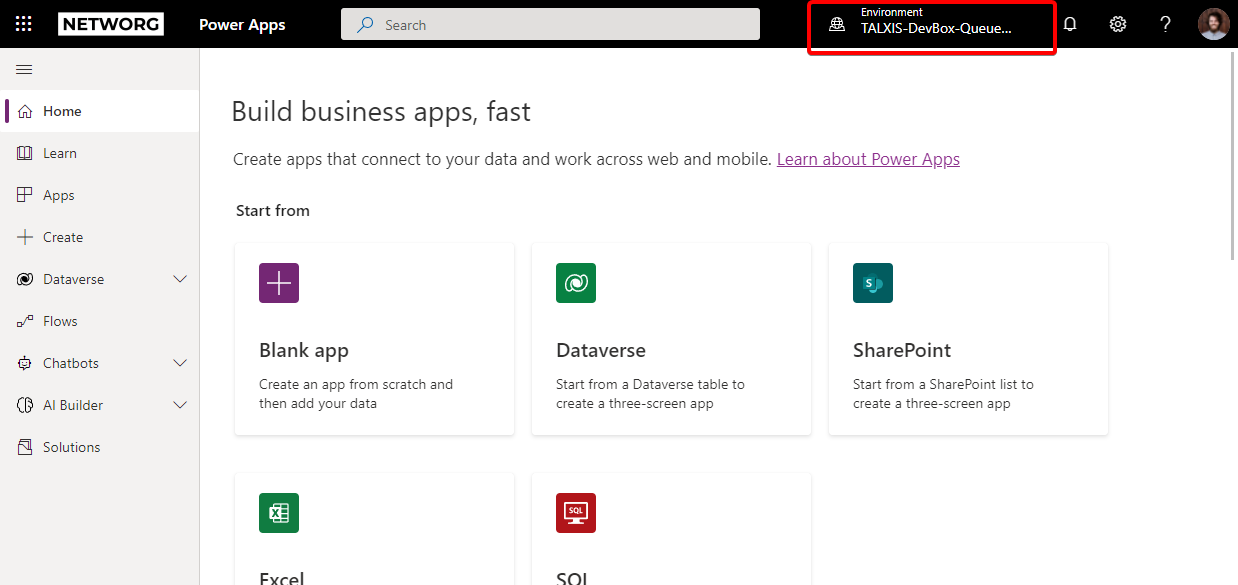 NETWORG
Power Apps
Search
Environment
TALXIS-DevBox-Queue...
?
Home
Learn
Apps
Create
Dataverse
Flows
Chatbots
AI Builder
Solutions
Build business apps, fast
Create apps that connect to your data and work across web and mobile. Learn about Power Apps
Start from
Blank app
Create an app from scratch and
then add your data
Dataverse
Start from a Dataverse table to
create a three-screen app
S
SharePoint
Start from a SharePoint list to
create a three-screen app
X
Excel
SQL
SQL